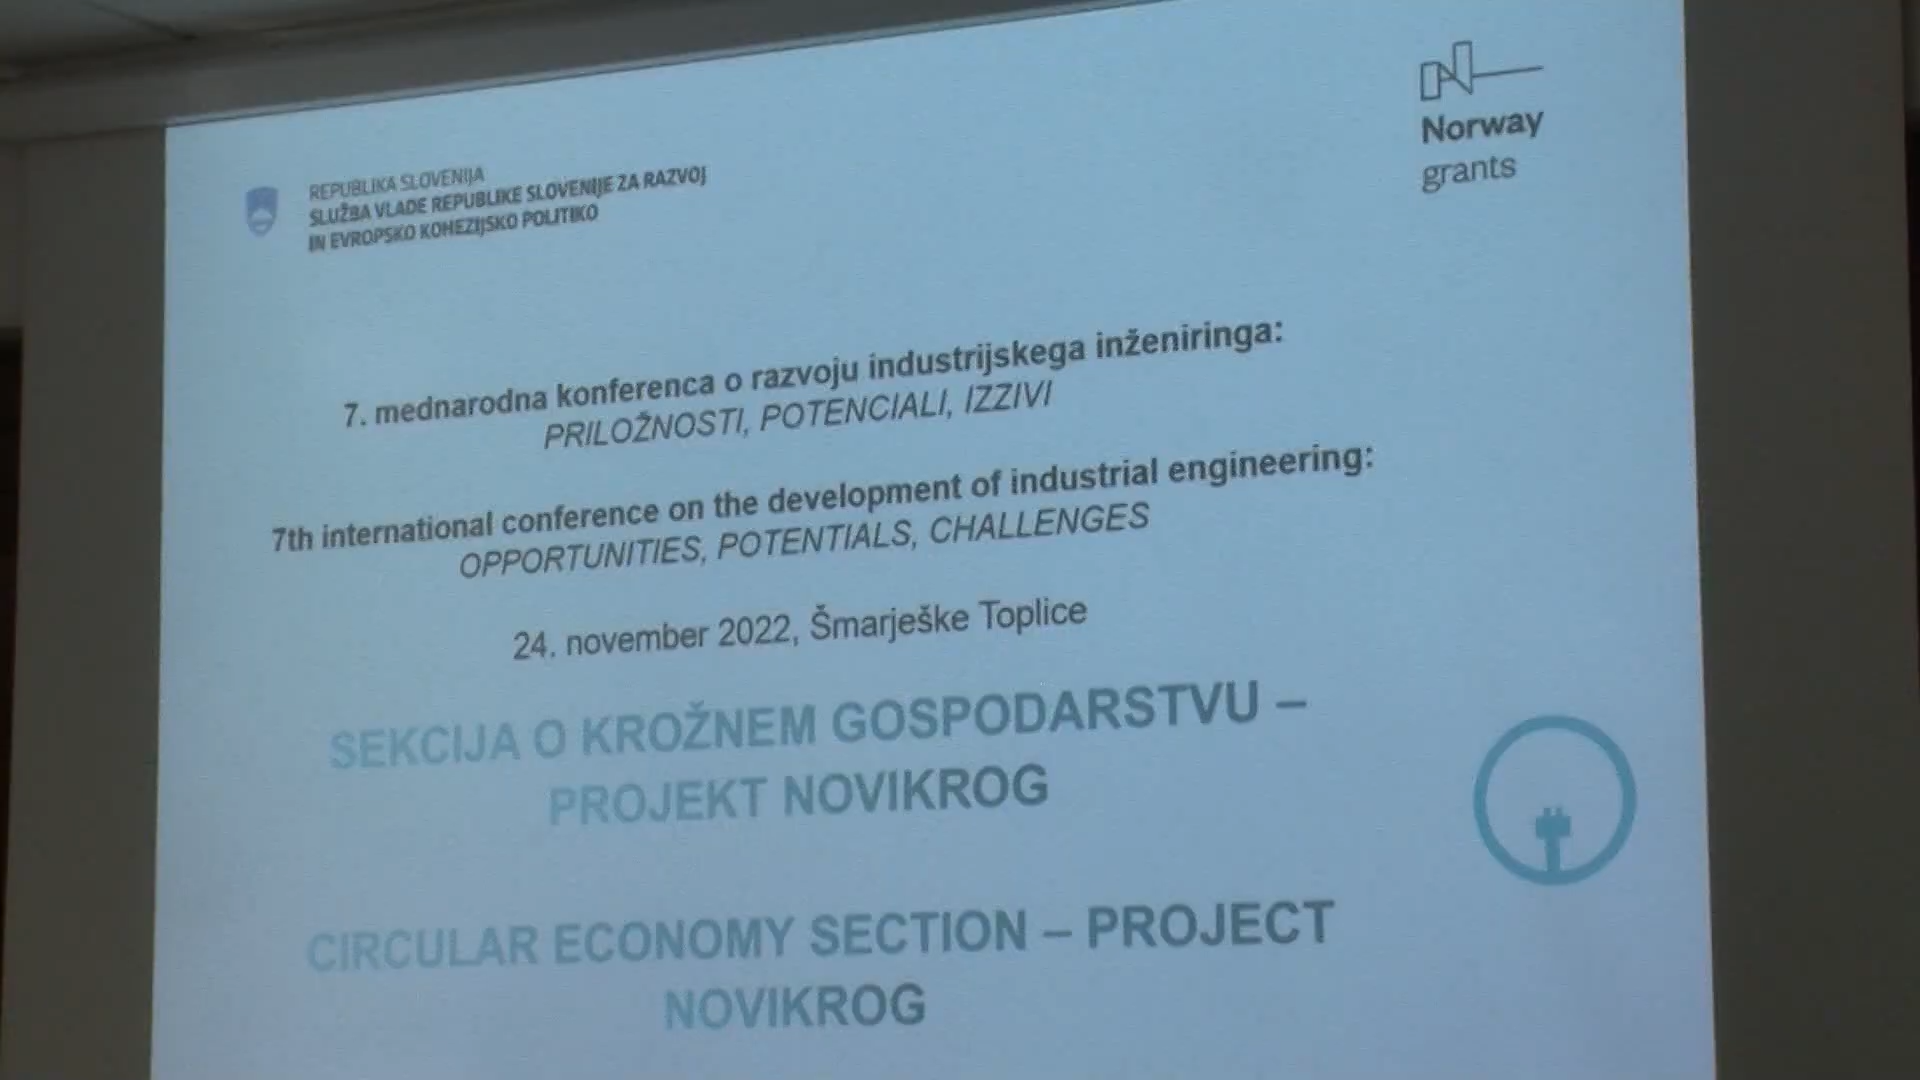 REPUBLIKA SLOVENIJA
SLUŽBA VLADE REPUBLIKE SLOVENIJE ZA RAZVOJ
IN EVROPSKO KOHEZIJSKO POLITIKO
Norway
grants
7. mednarodna konferenca o razvoju industrijskega inženiringa:
PRILOŽNOSTI, POTENCIALI, IZZIVI
7th international conference on the development of industrial engineering:
OPPORTUNITIES, POTENTIALS, CHALLENGES
24. november 2022, Šmarješke Toplice
SEKCIJA O KROŽNEM GOSPODARSTVU –
PROJEKT NOVIKROG
CIRCULAR ECONOMY SECTION – PROJECT
NOVIKROG